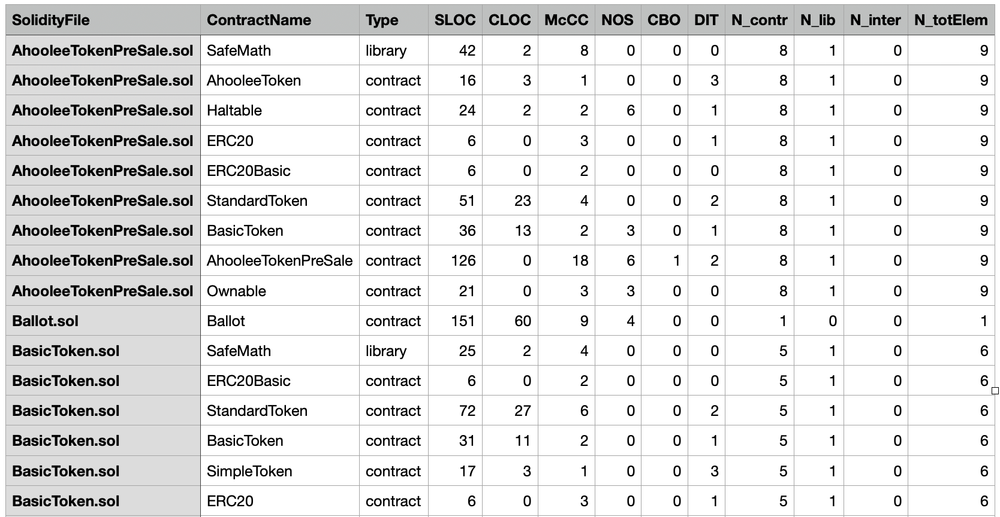 SolidityFile ContractName Type SLOC CLOC McCC NOS CBO DIT N_contr N_lib N_inter N_totElem
AhooleeTokenPreSale.sol SafeMath library 42 2 8 0 0 0 8 1 0 9
AhooleeTokenPreSale.sol AhooleeToken contract 16 3 1 0 0 3 8 1 0 9
AhooleeTokenPreSale.sol Haltable contract 24 2 2 6 0 1 8 1 0 9
AhooleeTokenPreSale.sol ERC20 contract 6 0 3 0 0 1 8 1 0 9
AhooleeTokenPreSale.sol ERC20Basic contract 6 0 2 0 0 0 8 1 0 9
AhooleeTokenPreSale.sol StandardToken contract 51 23 4 0 0 2 8 1 0 9
AhooleeTokenPreSale.sol BasicToken contract 36 13 2 3 0 1 8 1 0 9
AhooleeTokenPreSale.sol AhooleeTokenPreSale contract 126 0 18 6 1 2 8 1 0 9
AhooleeTokenPreSale.sol Ownable contract 21 0 3 3 0 0 8 1 0 9
Ballot.sol Ballot contract 151 60 9 4 0 0 1 0 0 1
BasicToken.sol SafeMath library 25 2 4 0 0 0 5 1 0 6
BasicToken.sol ERC20Basic contract 6 0 2 0 0 0 5 1 0 6
BasicToken.sol StandardToken contract 72 27 6 0 0 2 5 1 0 6
BasicToken.sol BasicToken contract 31 11 2 0 0 1 5 1 0 6
BasicToken.sol SimpleToken contract 17 3 1 0 0 3 5 1 0 6
BasicToken.sol ERC20 contract 6 0 3 0 0 1 5 1 0 6